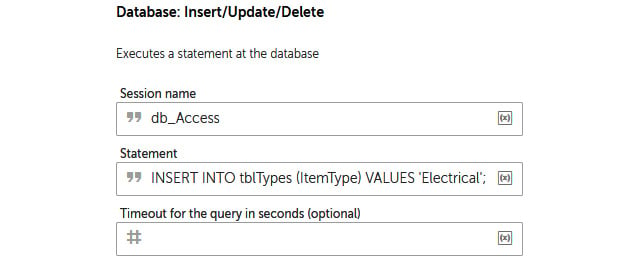 Database: Insert/Update/Delete
Executes a statement at the database
Session name
" db_Access (x)
Statement
" INSERT INTO tblTypes (ItemType) VALUES 'Electrical'; (x)
Timeout for the query in seconds (optional)
# (x)